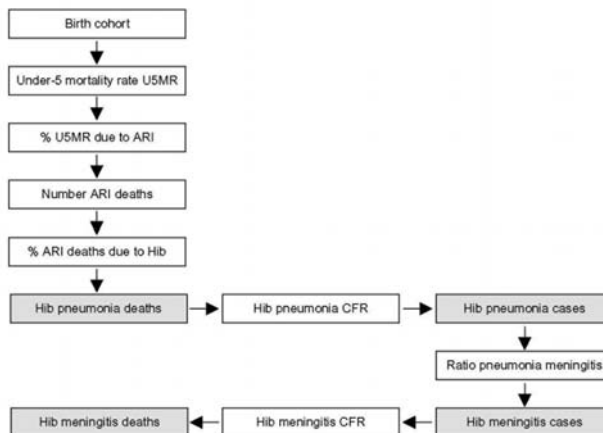 Birth cohort
Under-5 mortality rate U5MR
% U5MR due to ARI
Number ARI deaths
% ARI deaths due to Hib
Hib pneumonia deaths
Hib pneumonia CFR
Hib pneumonia cases
Ratio pneumonia meningitis
Hib meningitis deaths
Hib meningitis CFR
Hib meningitis cases